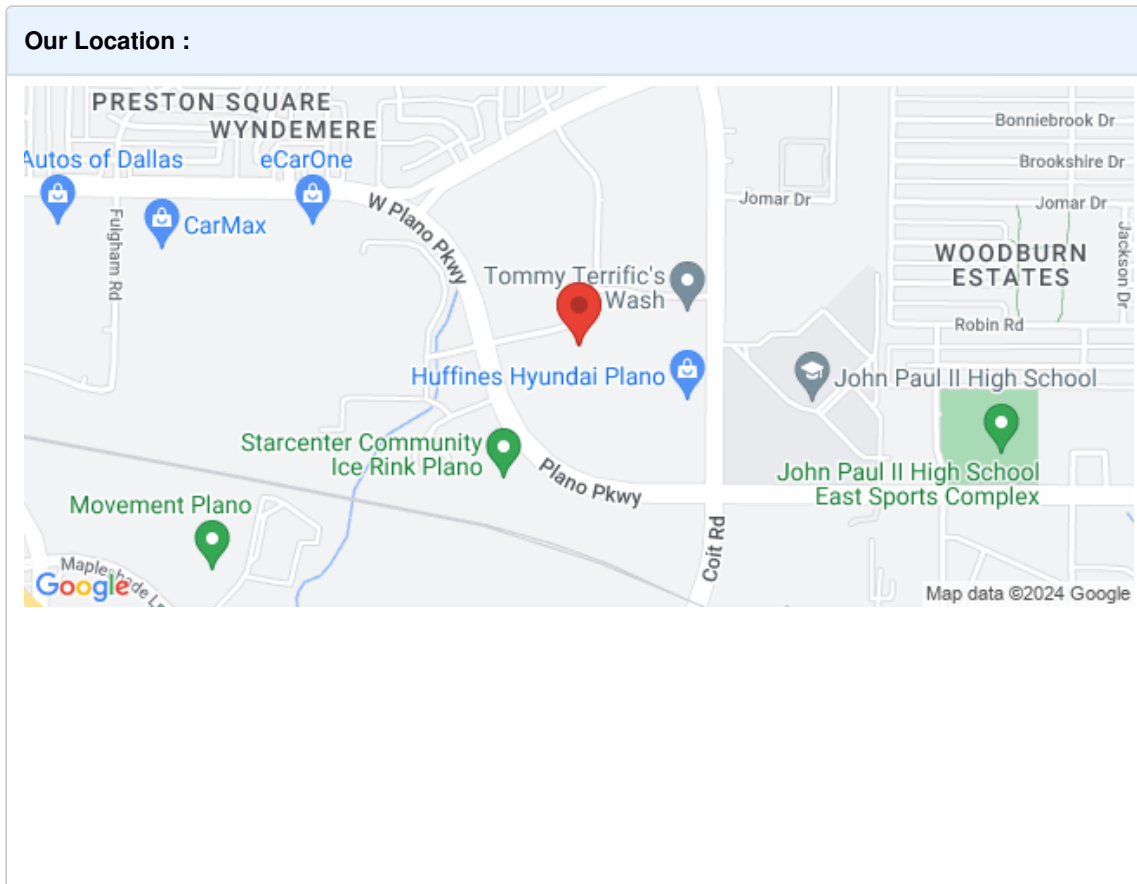 Our Location :
PRESTON SQUARE
WYNDEMERE
Bonniebrook Dr
Autos of Dallas
eCarOne
Brookshire Dr
Jomar Dr
Jomar Dr
CarMax
W Plano Pkwy
Fulgham Rd
Jackson Dr
WOODBURN
ESTATES
Tommy Terrific's
Wash
Robin Rd
Huffines Hyundai Plano
John Paul II High School
Starcenter Community
Ice Rink Plano
Plano Pkwy
John Paul II High School
East Sports Complex
Movement Plano
Coit Rd
Mapleshade Ln
Google
Map data ©2024 Google